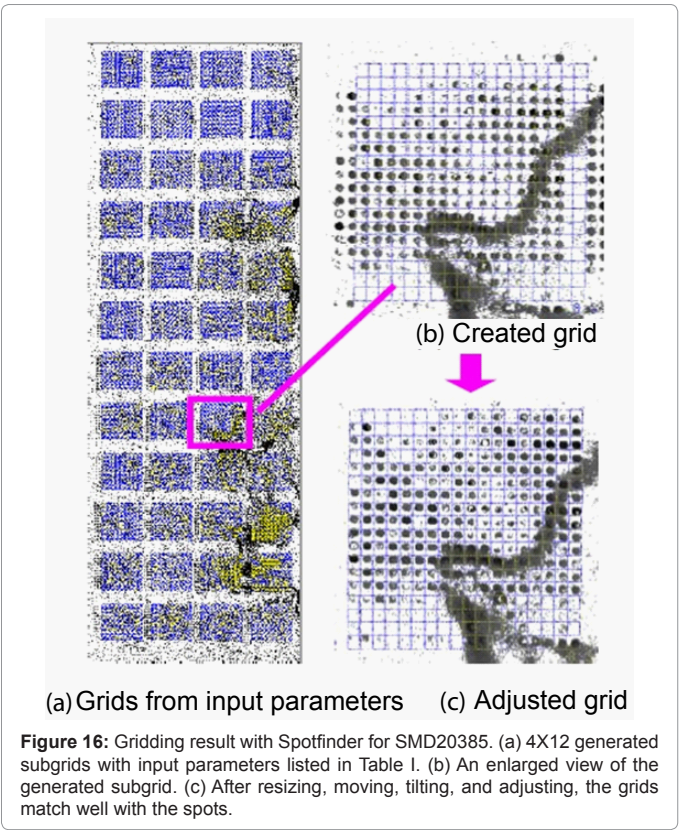 (b) Created grid
(a) Grids from input parameters
(c) Adjusted grid
Figure 16: Gridding result with Spotfinder for SMD20385. (a) 4X12 generated
subgrids with input parameters listed in Table I. (b) An enlarged view of the
generated subgrid. (c) After resizing, moving, tilting, and adjusting, the grids
match well with the spots.